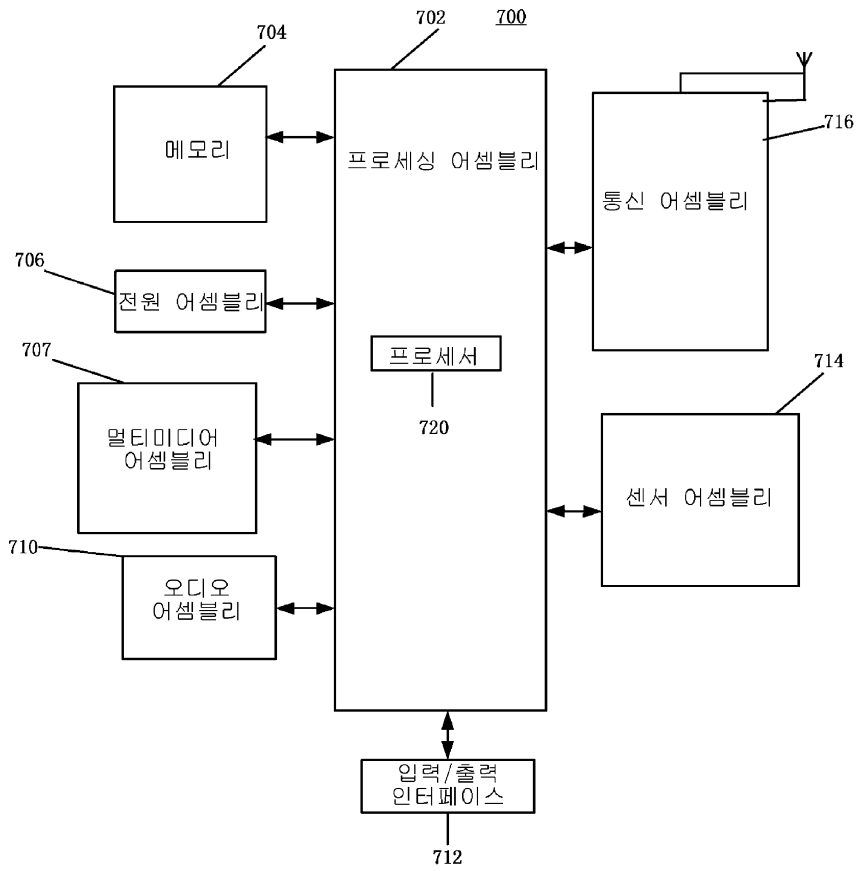 702
700
704
716
메모리
프로세싱 어셈블리
통신 어셈블리
706
전원 어셈블리
707
프로세서
714
720
멀티미디어
어셈블리
센서 어셈블리
710
오디오
어셈블리
입력/출력
인터페이스
712